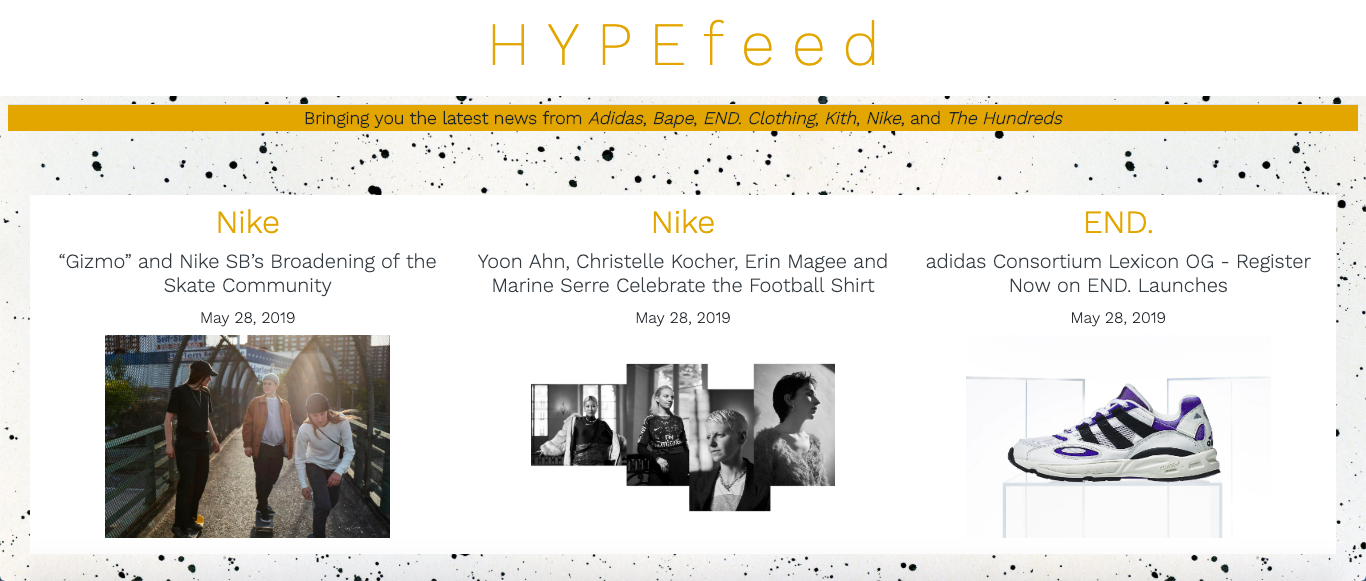 HYPEfeed
Bringing you the latest news from Adidas, Bape, END. Clothing, Kith, Nike, and The Hundreds
Nike
“Gizmo” and Nike SB’s Broadening of the
Skate Community
May 28, 2019
Nike
Yoon Ahn, Christelle Kocher, Erin Magee and
Marine Serre Celebrate the Football Shirt
May 28, 2019
END.
adidas Consortium Lexicon OG - Register
Now on END. Launches
May 28, 2019